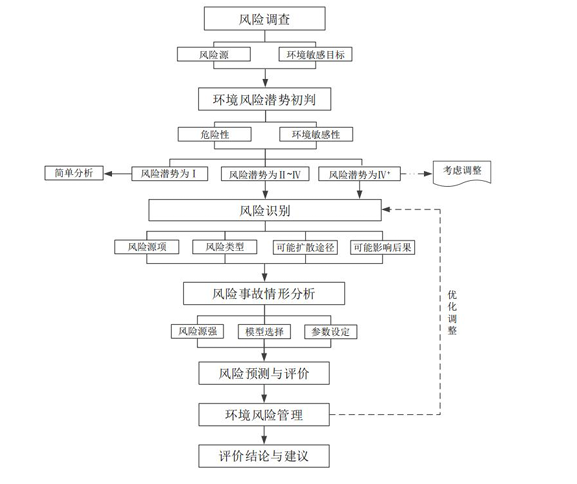 风险调查
风险源
环境敏感目标
环境风险潜势初判
危险性
环境敏感性
简单分析
风险潜势为Ⅰ
风险潜势为Ⅱ~Ⅳ
风险潜势为Ⅳ⁺
考虑调整
风险识别
风险源项
风险类型
可能扩散途径
可能影响后果
风险事故情形分析
优化调整
风险源强
模型选择
参数设定
风险预测与评价
环境风险管理
评价结论与建议